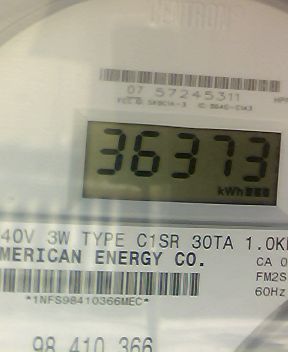 07 57245311
36373
kWh
40V 3W TYPE C1SR 30TA 1.0K
MERICAN ENERGY CO.
CA 0
FM2S
60Hz
*1NFS98410366MEC*
98 410 366